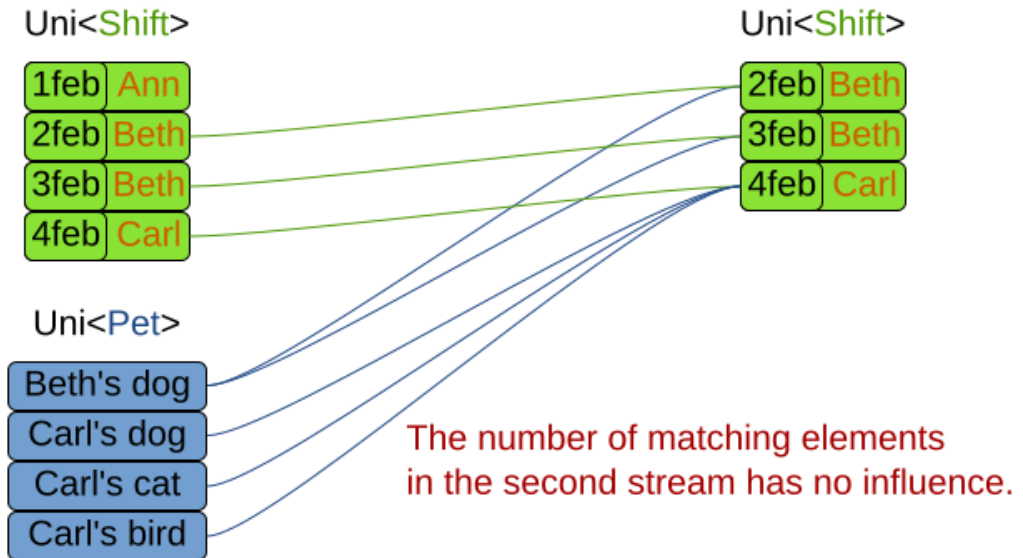 Uni<Shift>
1feb Ann
2feb Beth
3feb Beth
4feb Carl
Uni<Pet>
Beth's dog
Carl's dog
Carl's cat
Carl's bird
Uni<Shift>
2feb Beth
3feb Beth
4feb Carl
The number of matching elements
in the second stream has no influence.